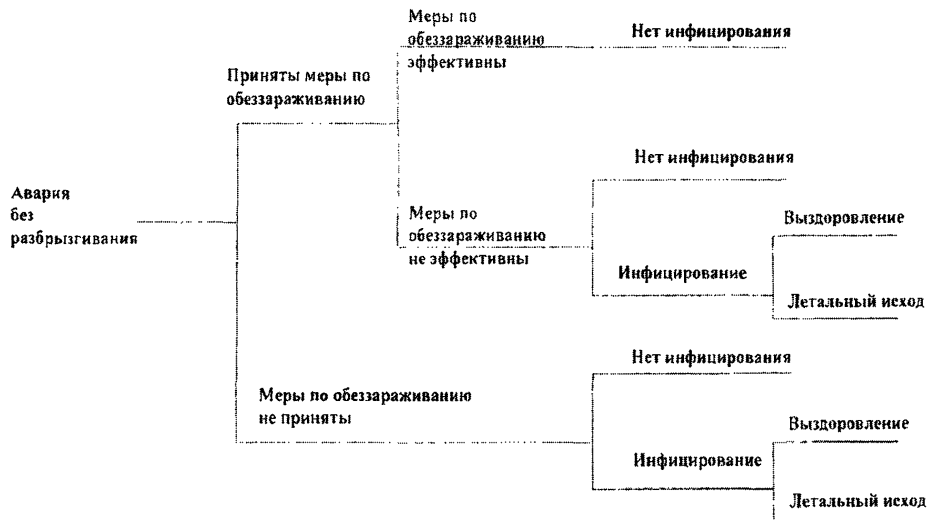 Меры по
обеззараживанию
эффективны
Нет инфицирования
Приняты меры по
обеззараживанию
Нет инфицирования
Авария
без
разбрызгивания
Меры по
обеззараживанию
не эффективны
Выздоровление
Инфицирование
Летальный исход
Нет инфицирования
Меры по обеззараживанию
не приняты
Выздоровление
Инфицирование
Летальный исход